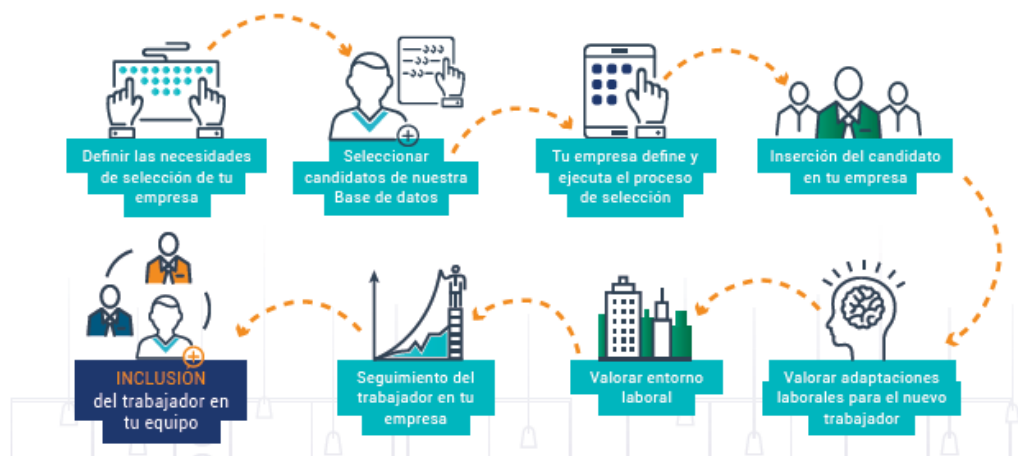 Definir las necesidades
de selección de tu
empresa
Seleccionar
candidatos de nuestra
Base de datos
Tu empresa define y
ejecuta el proceso
de selección
Inserción del candidato
en tu empresa
Valorar adaptaciones
laborales para el nuevo
trabajador
Valorar entorno
laboral
Seguimiento del
trabajador en tu
empresa
INCLUSIÓN
del trabajador en
tu equipo